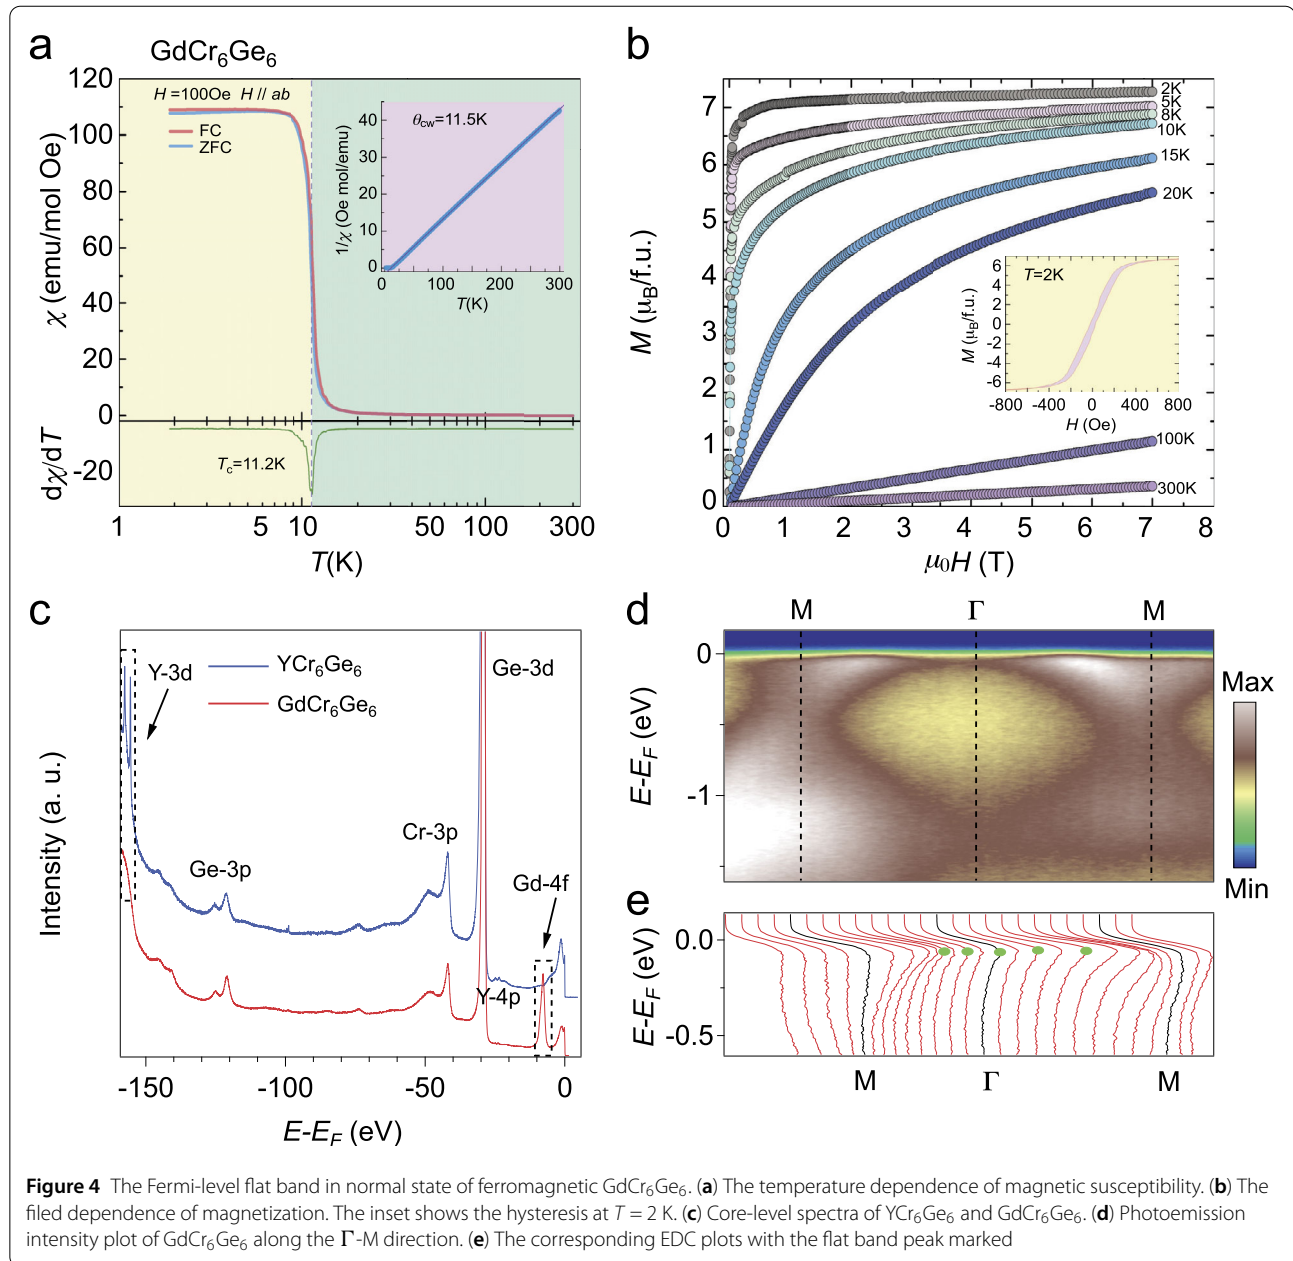 a
GdCr6Ge6
H =100Oe H // ab
FC
ZFC
120
100
80
60
40
20
0
χ (emu/mol Oe)
θcw=11.5K
40
30
20
10
0
1/χ (Oe mol/emu)
0 100 200 300
T(K)
dχ/dT
-20
Tc=11.2K
1 5 10 50 100 300
T(K)
b
7
6
5
4
3
2
1
0
M (μB/f.u.)
2K
5K
8K
10K
15K
20K
100K
300K
T=2K
6
4
2
0
-2
-4
-6
M (μB/f.u.)
-800 -400 0 400 800
H (Oe)
0 1 2 3 4 5 6 7 8
μ0H (T)
c
YCr6Ge6
GdCr6Ge6
Y-3d
Ge-3d
Ge-3p
Cr-3p
Gd-4f
Y-4p
Intensity (a. u.)
-150 -100 -50 0
E-EF (eV)
d
M Γ M
0
-1
E-EF (eV)
Max
Min
e
0.0
-0.5
E-EF (eV)
M Γ M
Figure 4 The Fermi-level flat band in normal state of ferromagnetic GdCr6Ge6. (a) The temperature dependence of magnetic susceptibility. (b) The
filed dependence of magnetization. The inset shows the hysteresis at T = 2 K. (c) Core-level spectra of YCr6Ge6 and GdCr6Ge6. (d) Photoemission
intensity plot of GdCr6Ge6 along the Γ-M direction. (e) The corresponding EDC plots with the flat band peak marked